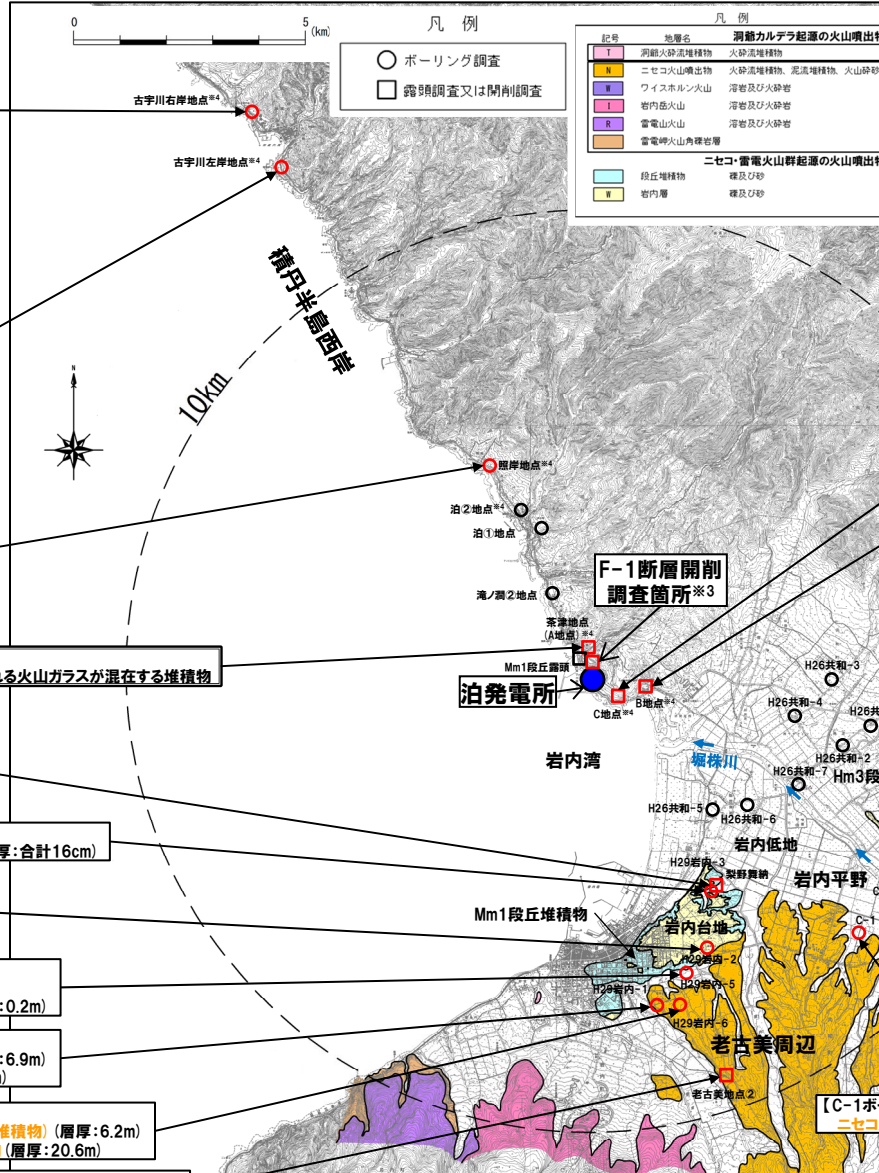 0
5
(km)
凡 例
ボーリング調査
露頭調査又は開削調査
凡 例
記号 地層名 洞爺カルデラ起源の火山噴出物
T 洞爺火砕流堆積物 火砕流堆積物
N ニセコ火山噴出物 火砕流堆積物、泥流堆積物、火山砕
W ワイスホルン火山 溶岩及び火砕岩
I 岩内岳火山 溶岩及び火砕岩
R 雷電山火山 溶岩及び火砕岩
雷電岬火山角礫岩層
ニセコ・雷電火山群起源の火山噴出物
段丘堆積物 礫及び砂
W 岩内層 礫及び砂
古宇川右岸地点※4
古宇川左岸地点※4
積丹半島西岸
10km
N
照岸地点※4
泊②地点※4
泊①地点
滝ノ澗②地点
F-1断層開削
調査箇所※3
茶津地点
(A地点)※4
Mm1段丘露頭
れる火山ガラスが混在する堆積物
泊発電所
B地点※4
C地点※4
H26共和-3
H26共和-4
H26共
H26共和-2
岩内湾
堀株川
H26共和-7
Hm3段
H26共和-5
H26共和-6
岩内低地
厚:合計16cm)
H29岩内-3
梨野舞納
岩内平野
C-1
Mm1段丘堆積物
岩内台地
H29岩内-2
H29岩内-5
H29岩内-1
:0.2m)
H29岩内-6
老古美周辺
:6.9m)
老古美地点②
【C-1ボー
ニセコ
堆積物)(層厚:6.2m)
(層厚:20.6m)